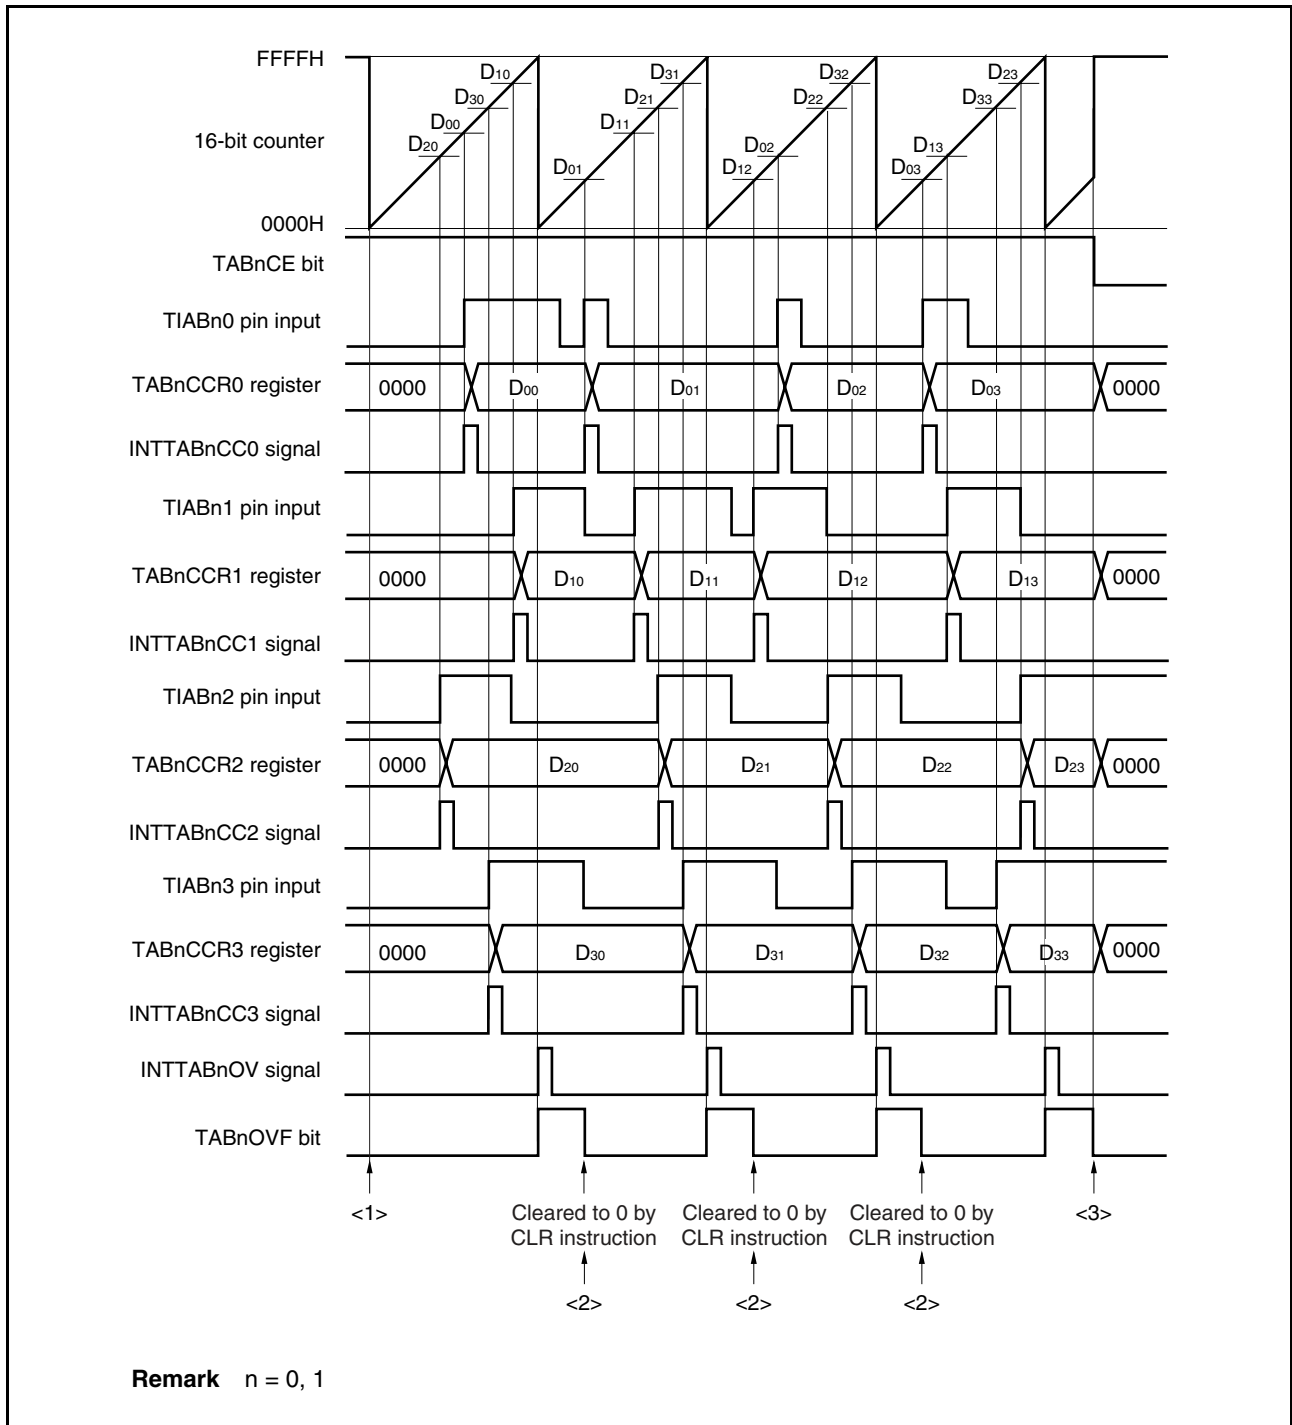 FFFFH
D10
D31
D32
D23
D30
D21
D22
D33
D00
D11
16-bit counter
D20
D02
D13
D01
D12
D03
0000H
TABnCE bit
TIABn0 pin input
TABnCCR0 register 0000 D00 D01 D02 D03 0000
INTTABnCC0 signal
TIABn1 pin input
TABnCCR1 register 0000 D10 D11 D12 D13 0000
INTTABnCC1 signal
TIABn2 pin input
TABnCCR2 register 0000 D20 D21 D22 D23 0000
INTTABnCC2 signal
TIABn3 pin input
TABnCCR3 register 0000 D30 D31 D32 D33 0000
INTTABnCC3 signal
INTTABnOV signal
TABnOVF bit
<1>
Cleared to 0 by
CLR instruction
<2>
Cleared to 0 by
CLR instruction
<2>
Cleared to 0 by
CLR instruction
<2>
<3>
Remark n = 0, 1